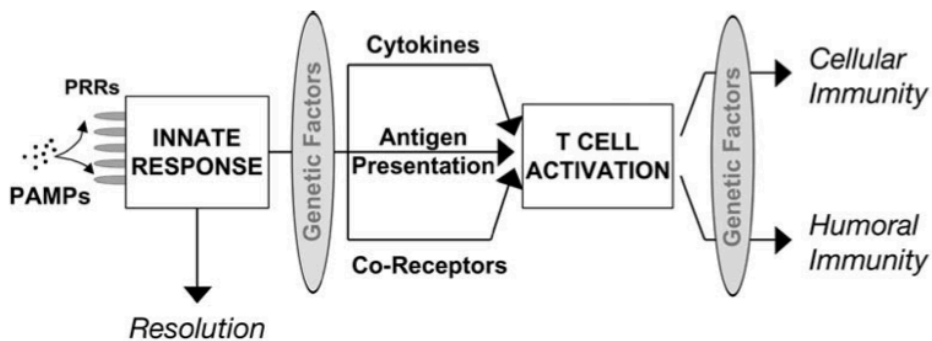 PRRs
PAMPs
INNATE
RESPONSE
Resolution
Genetic Factors
Cytokines
Antigen
Presentation
Co-Receptors
T CELL
ACTIVATION
Genetic Factors
Cellular
Immunity
Humoral
Immunity